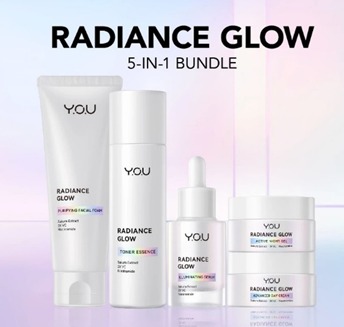 RADIANCE GLOW
5-IN-1 BUNDLE
Y.O.U
RADIANCE
GLOW
PURIFYING FACIAL FOAM
Y.O.U
RADIANCE
GLOW
TONER ESSENCE
Y.O.U
RADIANCE
GLOW
ILLUMINATING SERUM
Y.O.U
RADIANCE GLOW
ACTIVE NIGHT GEL
Y.O.U
RADIANCE GLOW
ADVANCED DAY CREAM